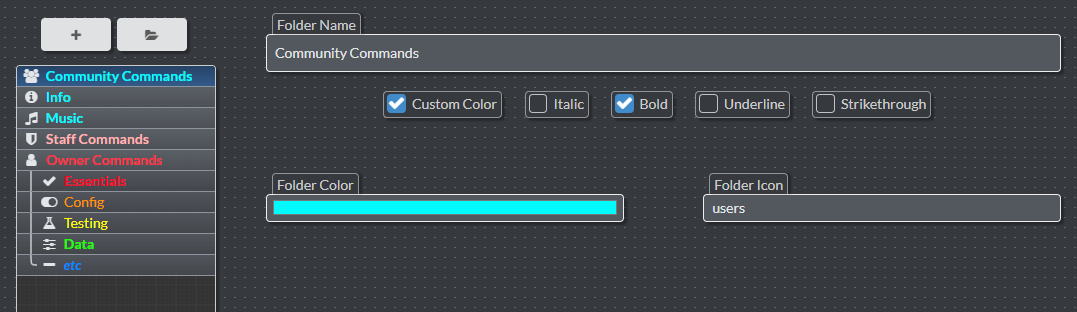 Folder Name
Community Commands
Community Commands
Info
Music
Staff Commands
Owner Commands
Essentials
Config
Testing
Data
etc
Custom Color
Italic
Bold
Underline
Strikethrough
Folder Color
Folder Icon
users